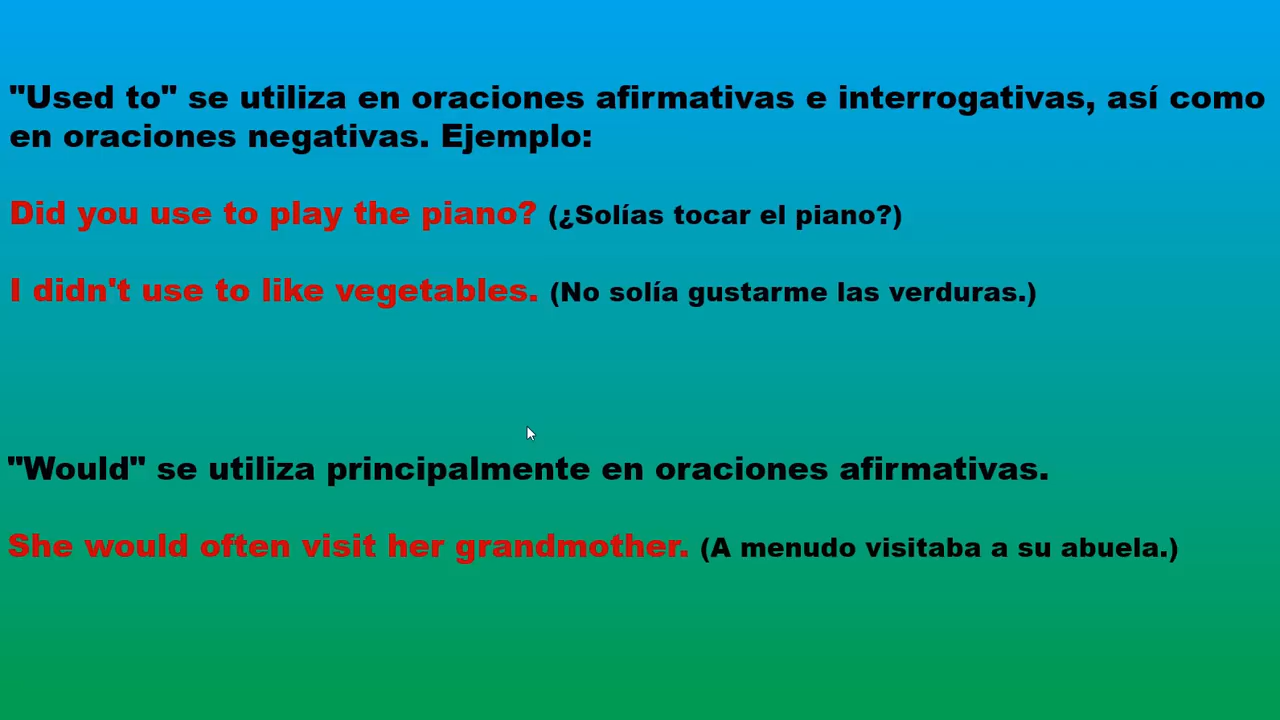 "Used to" se utiliza en oraciones afirmativas e interrogativas, así como
en oraciones negativas. Ejemplo:
Did you use to play the piano? (¿Solías tocar el piano?)
I didn't use to like vegetables. (No solía gustarme las verduras.)
"Would" se utiliza principalmente en oraciones afirmativas.
She would often visit her grandmother. (A menudo visitaba a su abuela.)